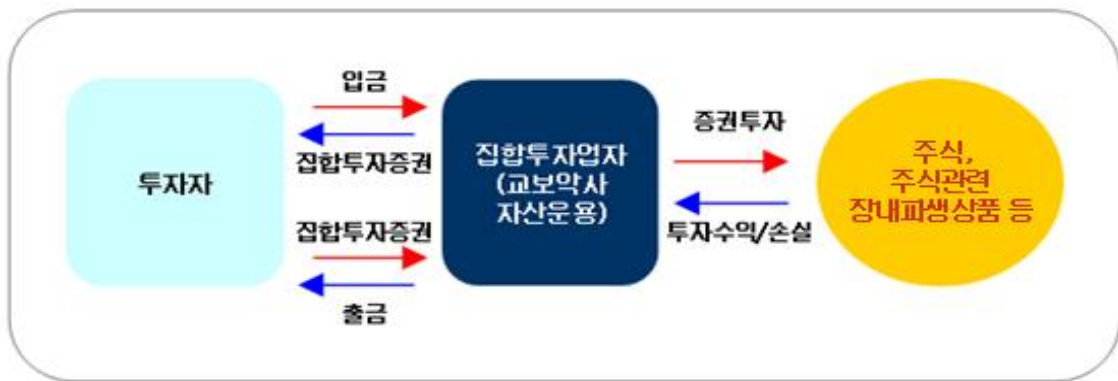 입금
집합투자증권
투자자
집합투자증권
출금
집합투자업자
(교보악사
자산운용)
증권투자
투자수익/손실
주식,
주식관련
장내파생상품 등